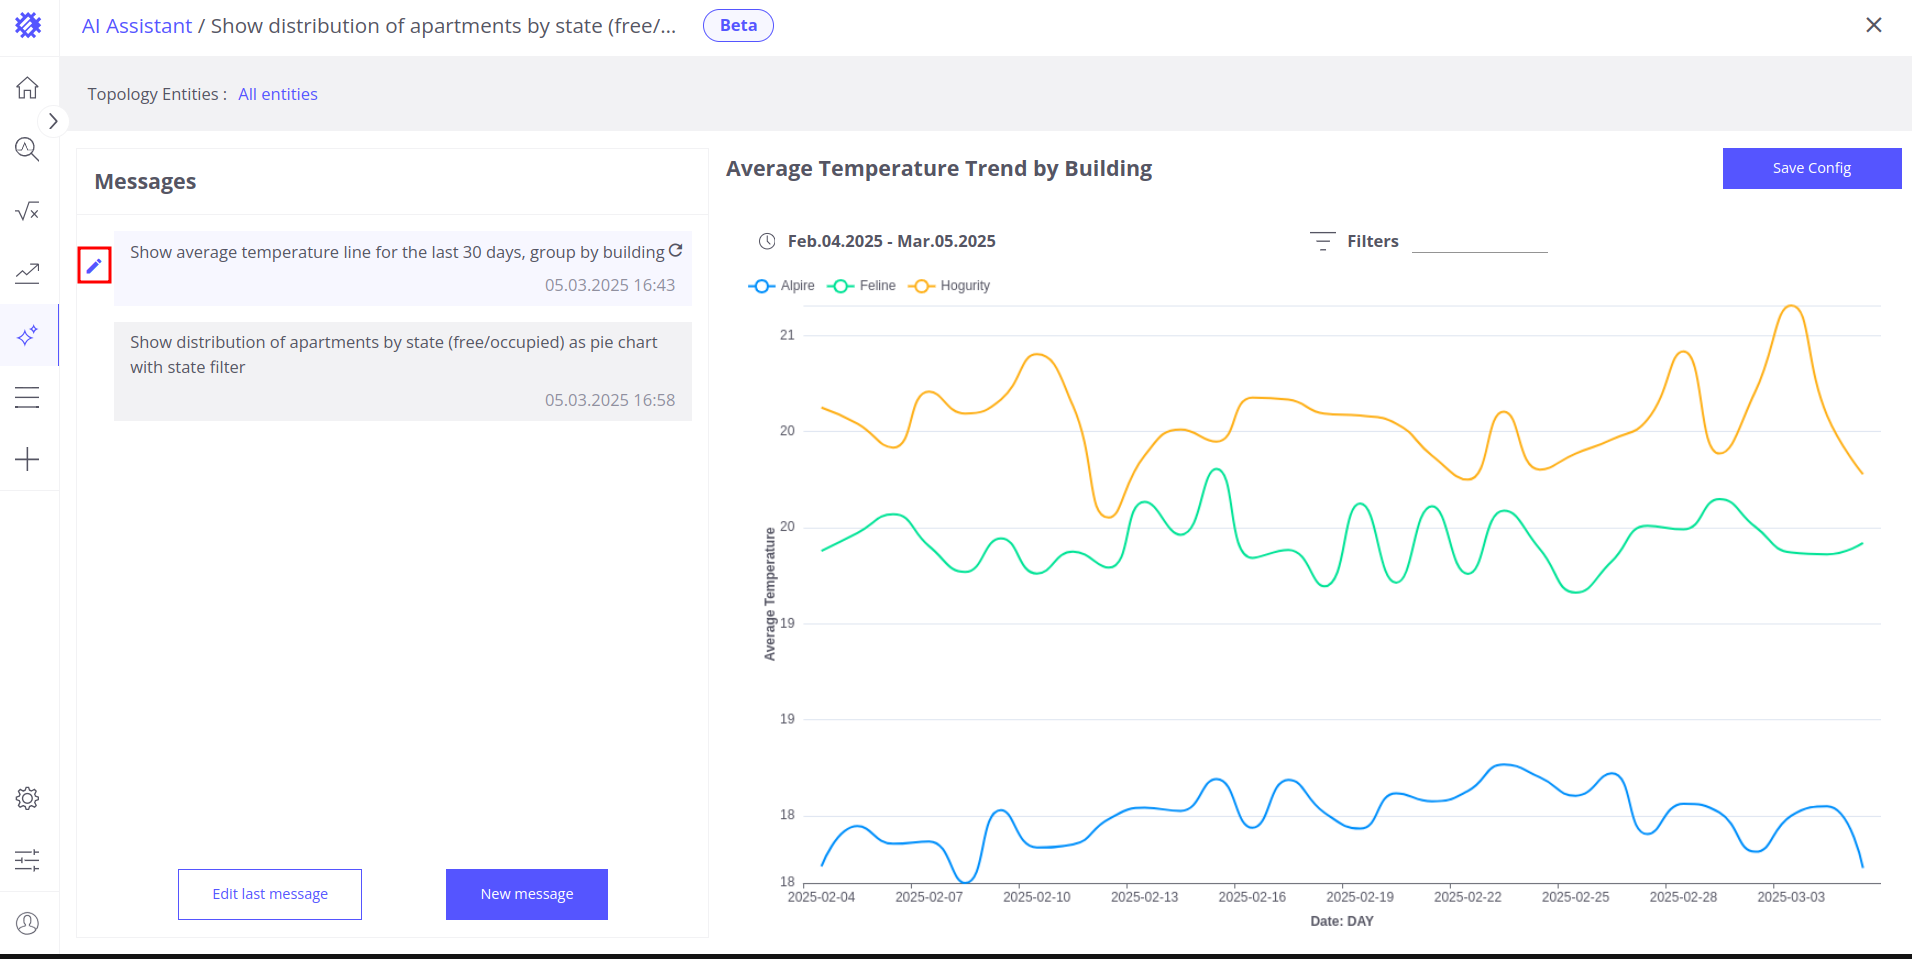 AI Assistant / Show distribution of apartments by state (free/...
Beta
Topology Entities : All entities
Messages
Show average temperature line for the last 30 days, group by building
05.03.2025 16:43
Show distribution of apartments by state (free/occupied) as pie chart
with state filter
05.03.2025 16:58
Edit last message
New message
Average Temperature Trend by Building
Save Config
Feb.04.2025 - Mar.05.2025
Filters
Alpire
Feline
Hogurity
21
20
20
19
19
18
18
Average Temperature
2025-02-04
2025-02-07
2025-02-10
2025-02-13
2025-02-16
2025-02-19
2025-02-22
2025-02-25
2025-02-28
2025-03-03
Date: DAY